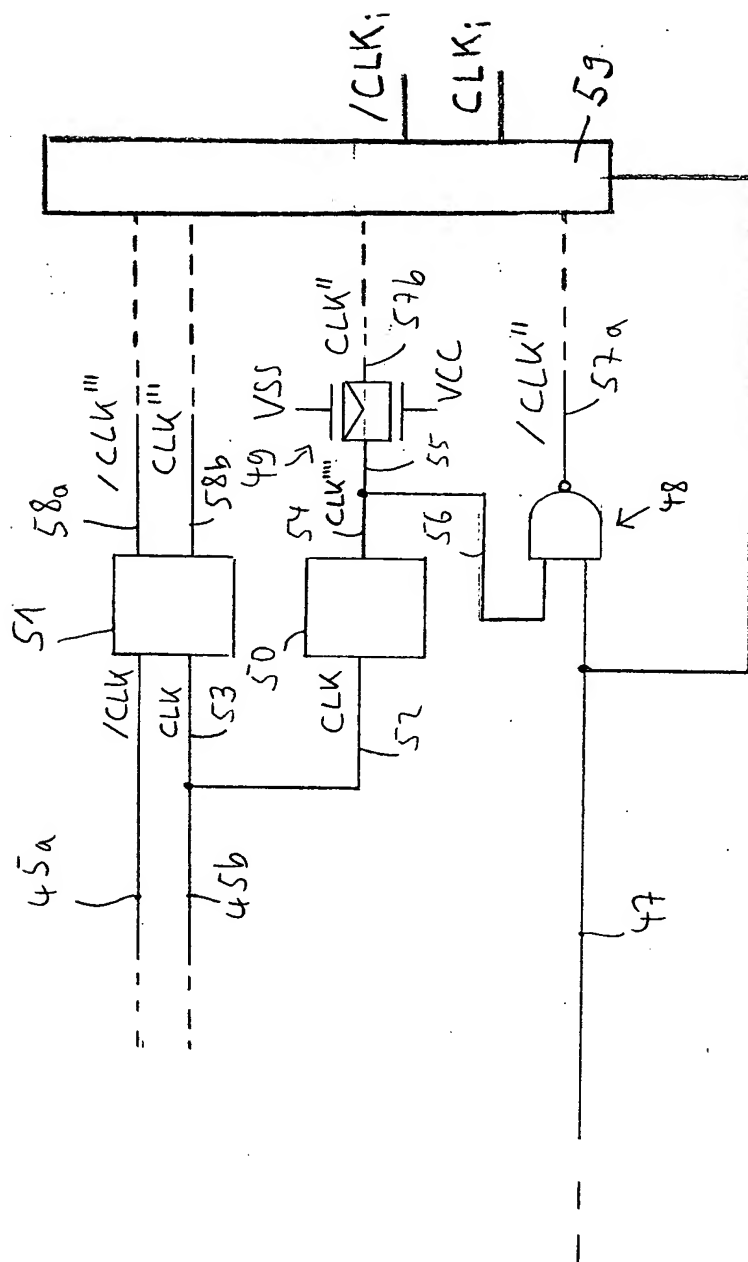 /CLKi
CLKi
59
58a
/CLK'''
CLK'''
58b
51
/CLK
CLK
53
45a
45b
VSS
49
CLK''
57b
VCC
54
CLK''''
55
50
CLK
52
56
/CLK''
57a
48
47